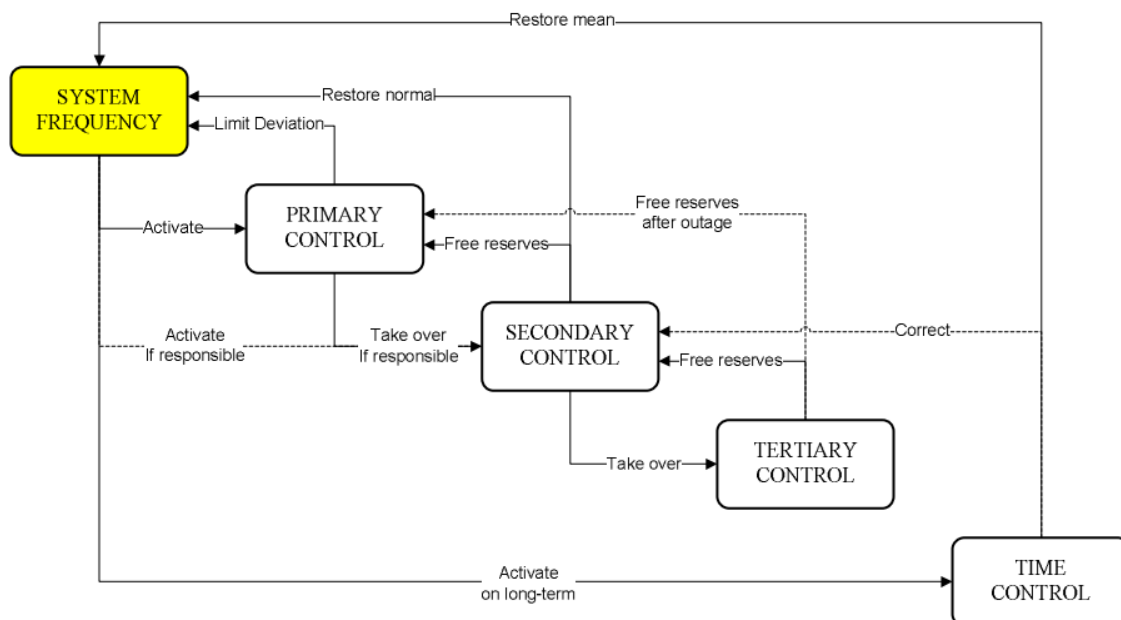 Restore mean
SYSTEM
FREQUENCY
Restore normal
Limit Deviation
PRIMARY
CONTROL
Free reserves
after outage
Activate
Free reserves
SECONDARY
CONTROL
Activate
If responsible
Take over
If responsible
Correct
Free reserves
TERTIARY
CONTROL
Take over
TIME
CONTROL
Activate
on long-term